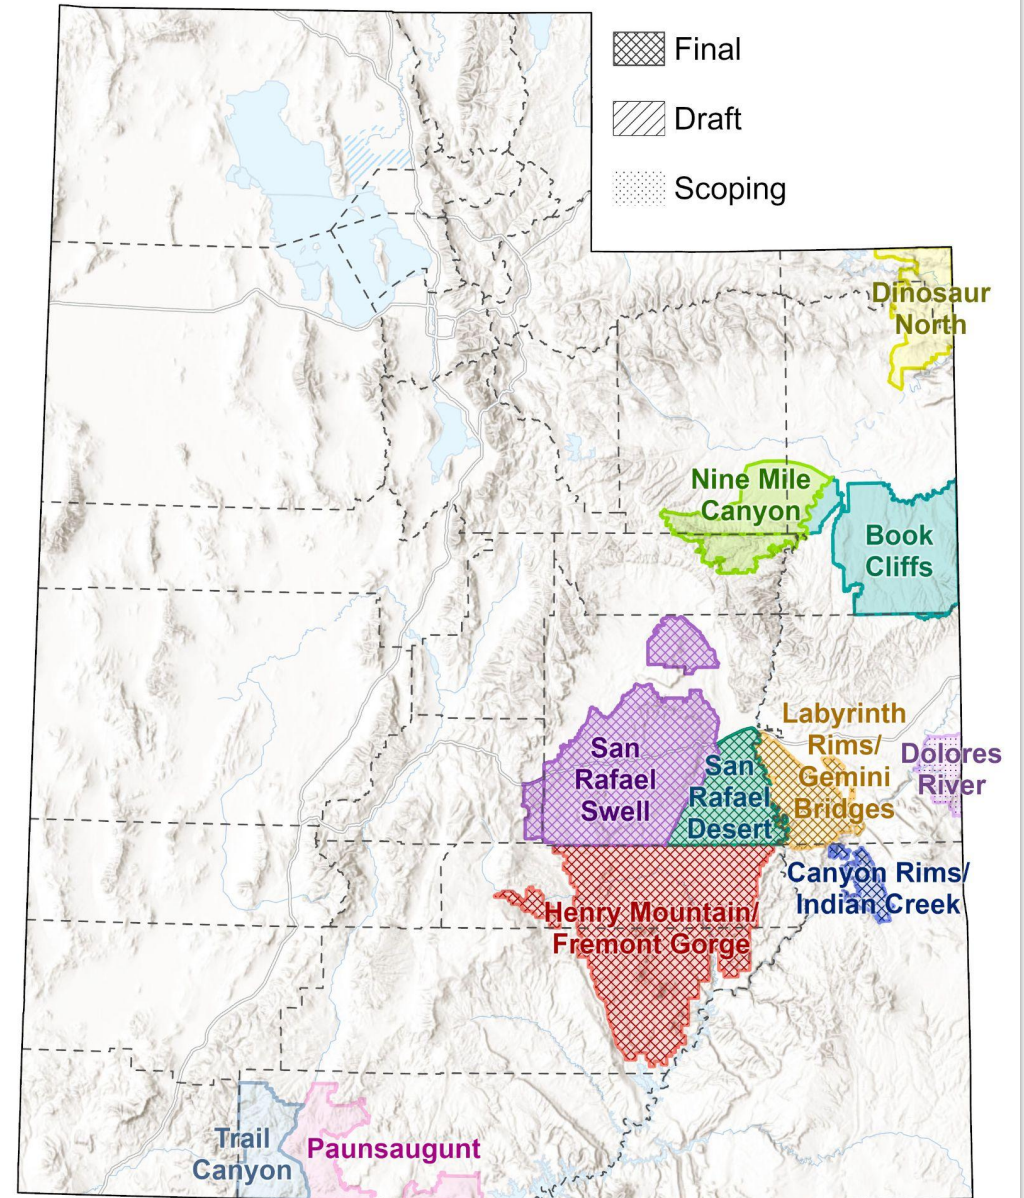 Final
Draft
Scoping
Dinosaur
North
Nine Mile
Canyon
Book
Cliffs
Labyrinth
Rims/
Gemini
Bridges
San
Rafael
Swell
San
Rafael
Desert
Dolores
River
Canyon Rims/
Indian Creek
Henry Mountain/
Fremont Gorge
Trail
Canyon
Paunsaugunt